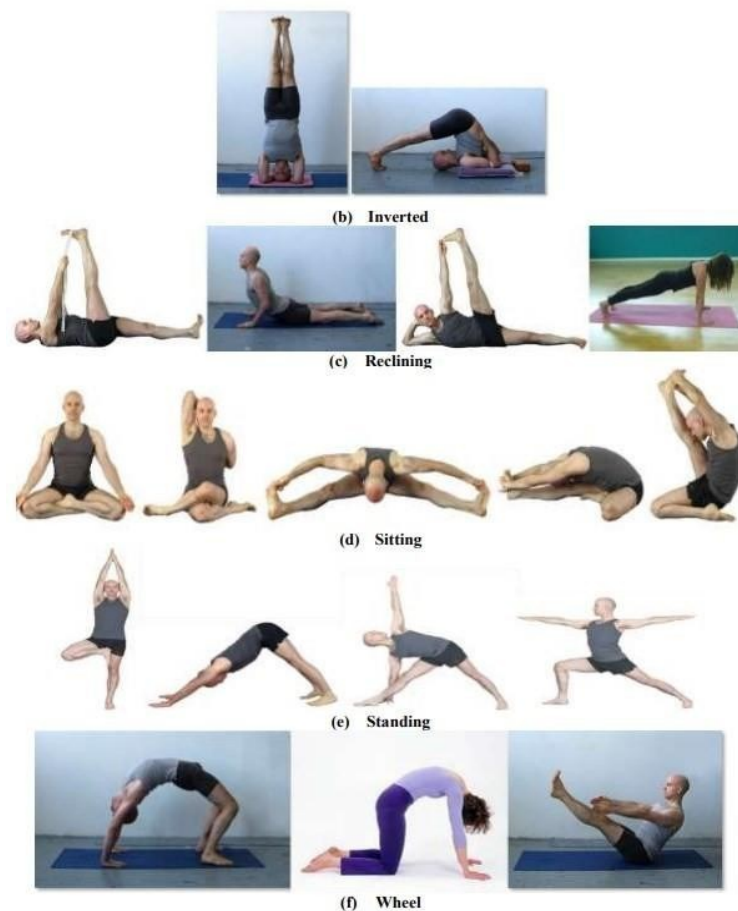 (b) Inverted
(c) Reclining
(d) Sitting
(e) Standing
(f) Wheel